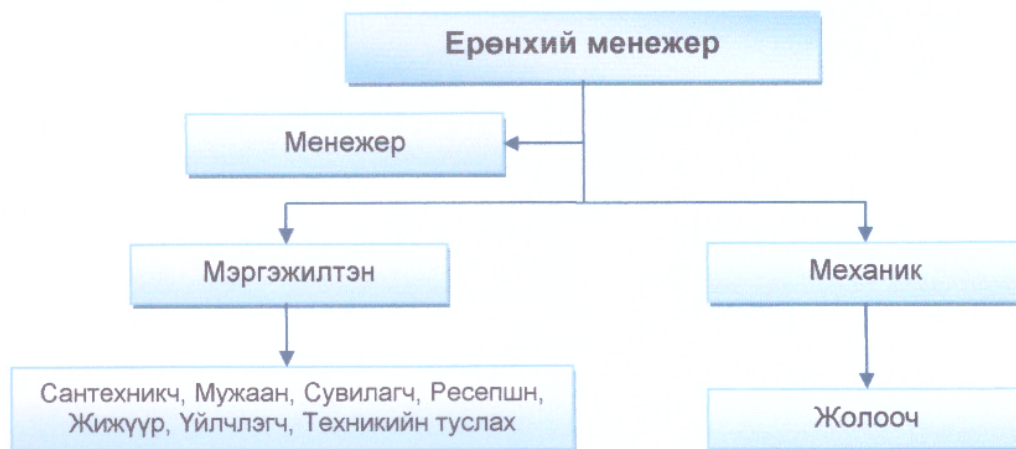 Ерөнхий менежер
Менежер
Мэргэжилтэн
Механик
Сантехникч, Мужаан, Сувилагч, Ресепшн,
Жижүүр, Үйлчлэгч, Техникийн туслах
Жолооч